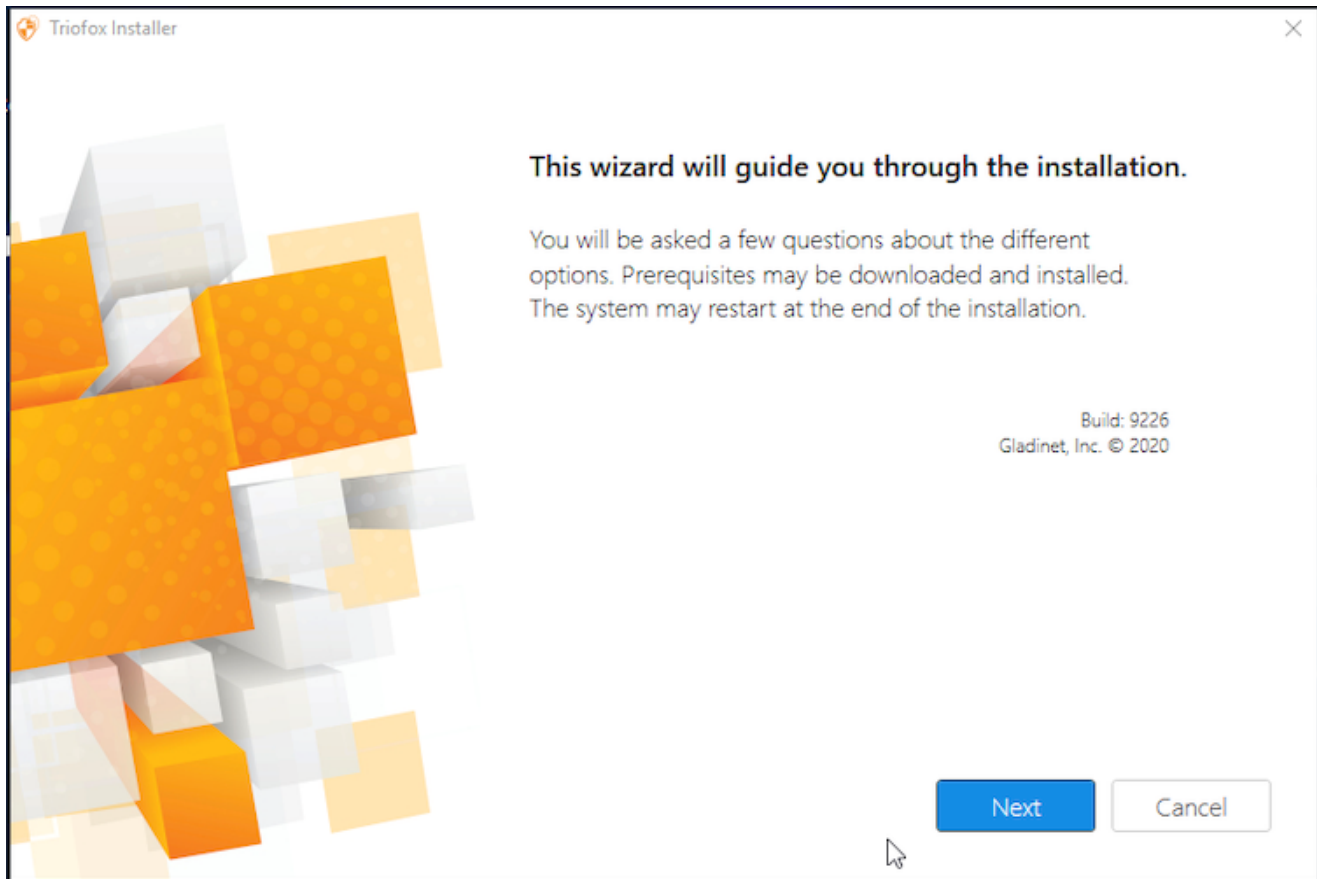 Triofox Installer
This wizard will guide you through the installation.
You will be asked a few questions about the different
options. Prerequisites may be downloaded and installed.
The system may restart at the end of the installation.
Build: 9226
Gladinet, Inc. © 2020
Next
Cancel